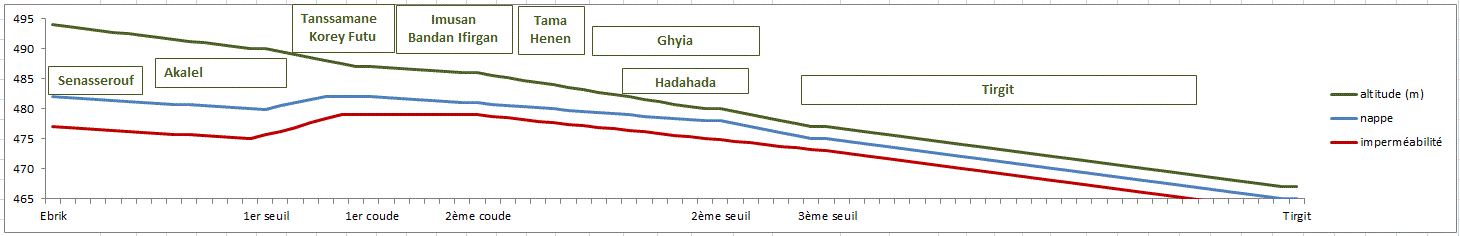 495
490
485
480
475
470
465
Senasserouf
Akalel
Tanssamane
Korey Futu
Imusan
Bandan Ifirgan
Tama
Henen
Ghyia
Hadahada
Tirgit
altitude (m)
nappe
imperméabilité
Ebrik
1er seuil
1er coude
2ème coude
2ème seuil
3ème seuil
Tirgit